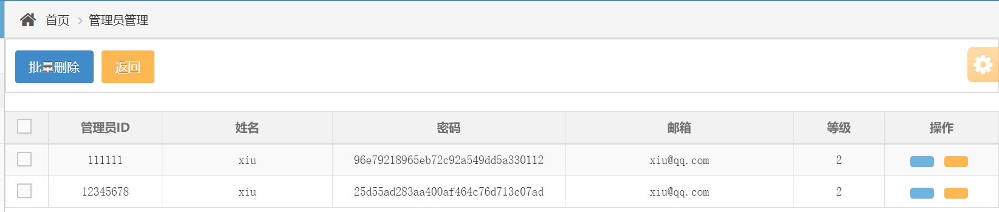 首页 > 管理员管理
批量删除 返回
管理员ID 姓名 密码 邮箱 等级 操作
111111 xiu 96e79218965eb72c92a549dd5a330112 xiu@qq.com 2
12345678 xiu 25d55ad283aa400af464c76d713c07ad xiu@qq.com 2